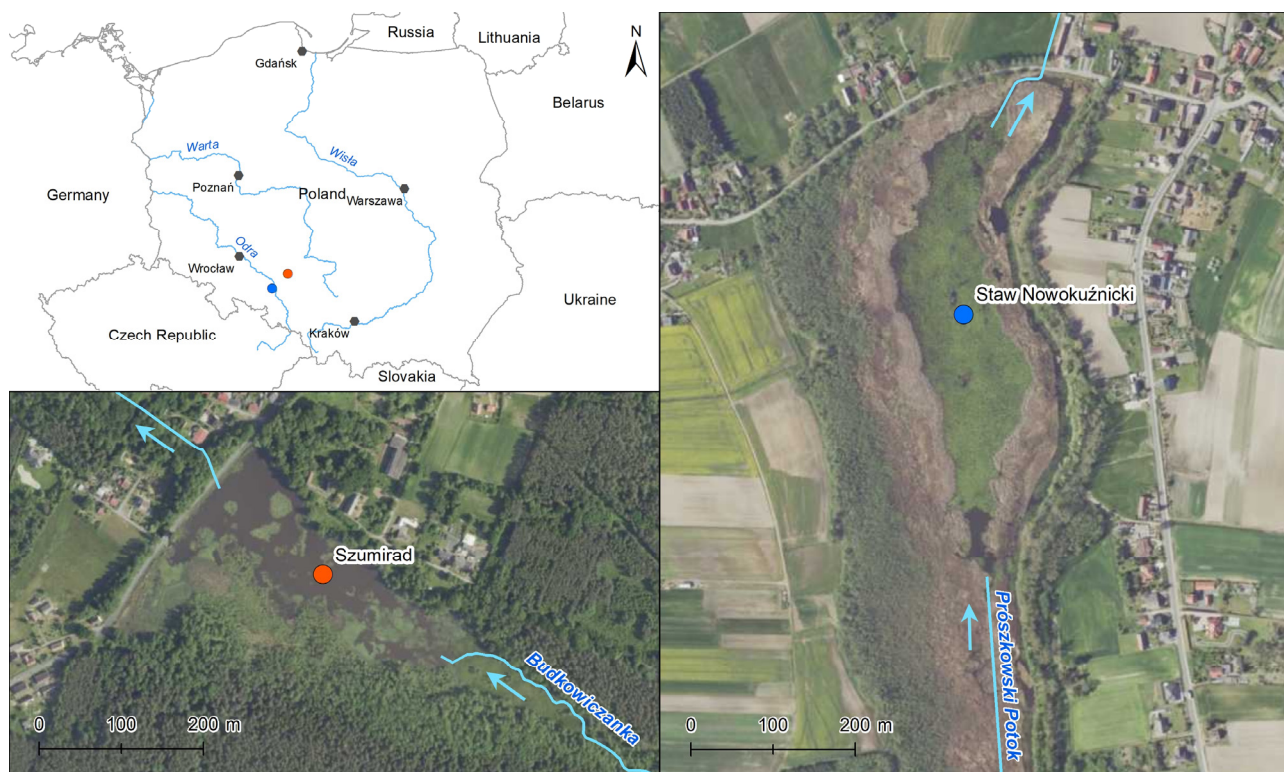 Russia
Lithuania
N
Gdańsk
Belarus
Warta
Wisła
Poznań
Poland
Warszawa
Germany
Odra
Wrocław
Ukraine
Czech Republic
Kraków
Slovakia
Szumirad
Budkowiczanka
0 100 200 m
Staw Nowokuźnicki
Prószkowski Potok
0 100 200 m